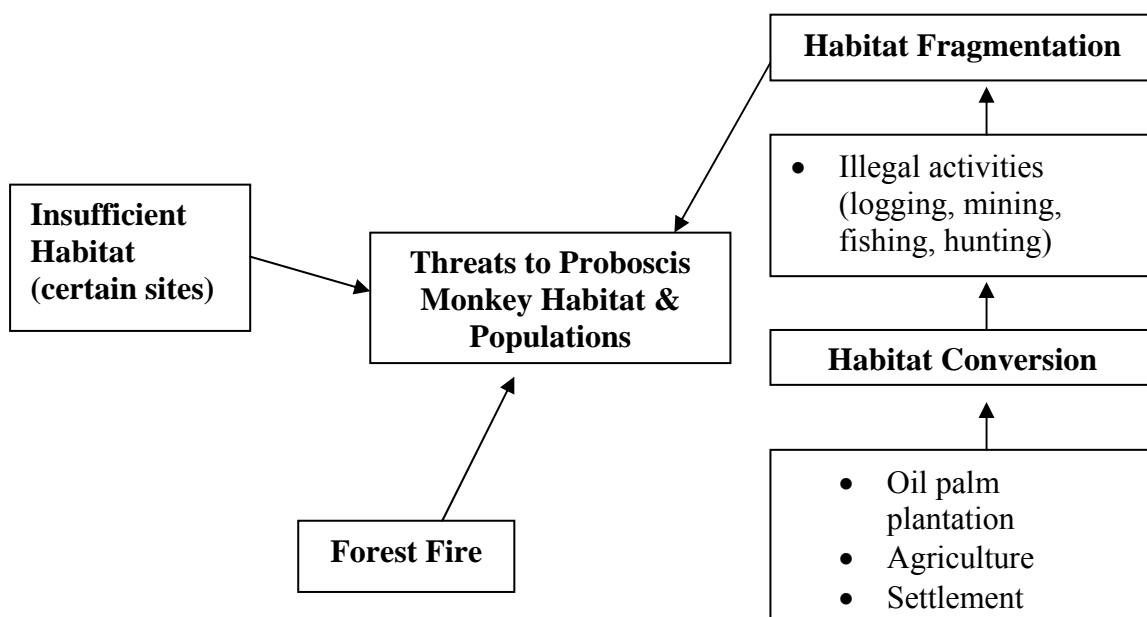 Habitat Fragmentation
• Illegal activities
(logging, mining,
fishing, hunting)
Insufficient
Habitat
(certain sites)
Threats to Proboscis
Monkey Habitat &
Populations
Habitat Conversion
• Oil palm
plantation
• Agriculture
• Settlement
Forest Fire